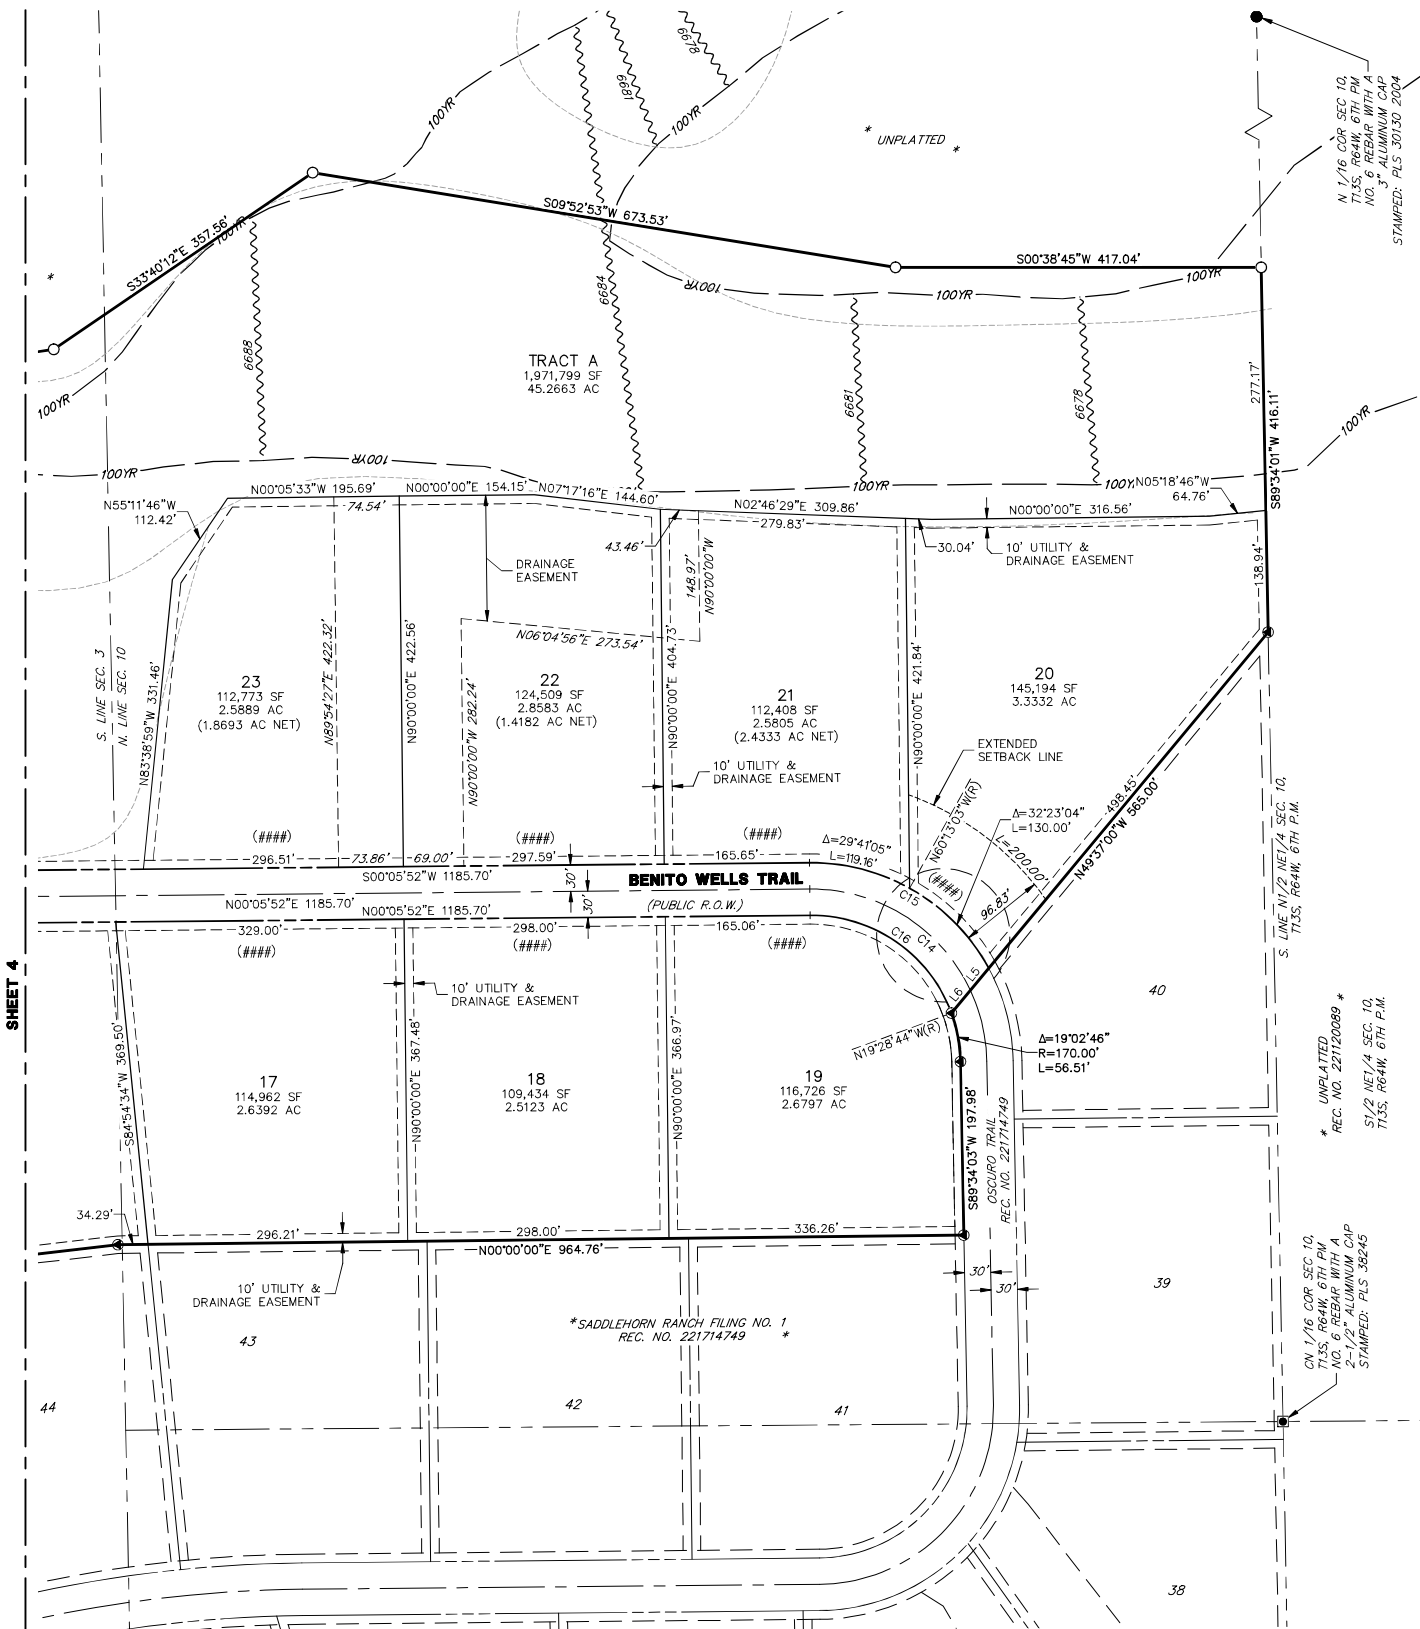 N 1/16 COR SEC 10,
T13S, R64W, 6TH PM
NO. 6 REBAR WITH A
3" ALUMINUM CAP
STAMPED: PLS 30130 2004
6678
6681
100YR
100YR
* UNPLATTED *
S33°40'12"E 357.56'
100YR
S09°52'53"W 673.53'
S00°38'45"W 417.04'
*
6688
6684
100YR
100YR
100YR
6681
6678
TRACT A
1,971,799 SF
45.2663 AC
277.17'
S89°34'01"W 416.11'
100YR
100YR
100YR
100YR
100YR
100YR
N55°11'46"W
112.42'
N00°05'33"W 195.69'
74.54'
N00°00'00"E 154.15'
N07°17'16"E 144.60'
N02°46'29"E 309.86'
279.83'
N00°00'00"E 316.56'
N05°18'46"W
64.76'
43.46'
148.97'
N90°00'00"W
30.04'
10' UTILITY &
DRAINAGE EASEMENT
138.94'
DRAINAGE
EASEMENT
N06°04'56"E 273.54'
S. LINE SEC. 3
N. LINE SEC. 10
N83°38'59"W 331.46'
23
112,773 SF
2.5889 AC
(1.8693 AC NET)
N89°54'27"E 422.32'
N90°00'00"E 422.56'
N90°00'00"W 282.24'
22
124,509 SF
2.8583 AC
(1.4182 AC NET)
N90°00'00"E 404.73'
21
112,408 SF
2.5805 AC
(2.4333 AC NET)
N90°00'00"E 421.84'
20
145,194 SF
3.3332 AC
10' UTILITY &
DRAINAGE EASEMENT
EXTENDED
SETBACK LINE
N60°13'03"W(R)
Δ=32°23'04"
L=130.00'
L=200.00'
498.45'
N49°37'00"W 565.00'
S. LINE N1/2 NE1/4 SEC. 10,
T13S, R64W, 6TH P.M.
(####)
(####)
(####)
(####)
Δ=29°41'05"
L=119.16'
296.51'
73.86'
69.00'
297.59'
165.65'
S00°05'52"W 1185.70'
30'
BENITO WELLS TRAIL
(PUBLIC R.O.W.)
N00°05'52"E 1185.70'
N00°05'52"E 1185.70'
30'
C15
96.83'
C16
C14
329.00'
(####)
298.00'
(####)
165.06'
(####)
L6
L5
40
SHEET 4
10' UTILITY &
DRAINAGE EASEMENT
S84°54'34"W 369.50'
17
114,962 SF
2.6392 AC
N90°00'00"E 367.48'
18
109,434 SF
2.5123 AC
N90°00'00"E 366.97'
19
116,726 SF
2.6797 AC
N19°28'44"W(R)
Δ=19°02'46"
R=170.00'
L=56.51'
S89°34'03"W 197.98'
OSCURO TRAIL
REC. NO. 221714749
* UNPLATTED
REC. NO. 221120089 *
S1/2 NE1/4 SEC. 10,
T13S, R64W, 6TH P.M.
34.29'
296.21'
298.00'
336.26'
N00°00'00"E 964.76'
10' UTILITY &
DRAINAGE EASEMENT
30'
30'
*SADDLEHORN RANCH FILING NO. 1
REC. NO. 221714749 *
39
CN 1/16 COR SEC 10,
T13S, R64W, 6TH PM
NO. 6 REBAR WITH A
2-1/2" ALUMINUM CAP
STAMPED: PLS 38245
43
44
42
41
38